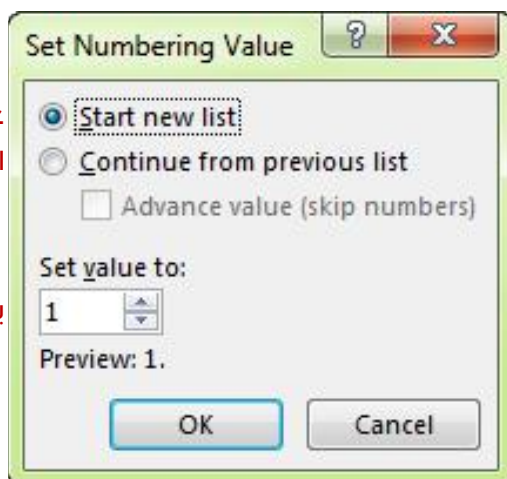 Set Numbering Value
Start new list
Continue from previous list
Advance value (skip numbers)
Set value to:
1
Preview: 1.
OK
Cancel